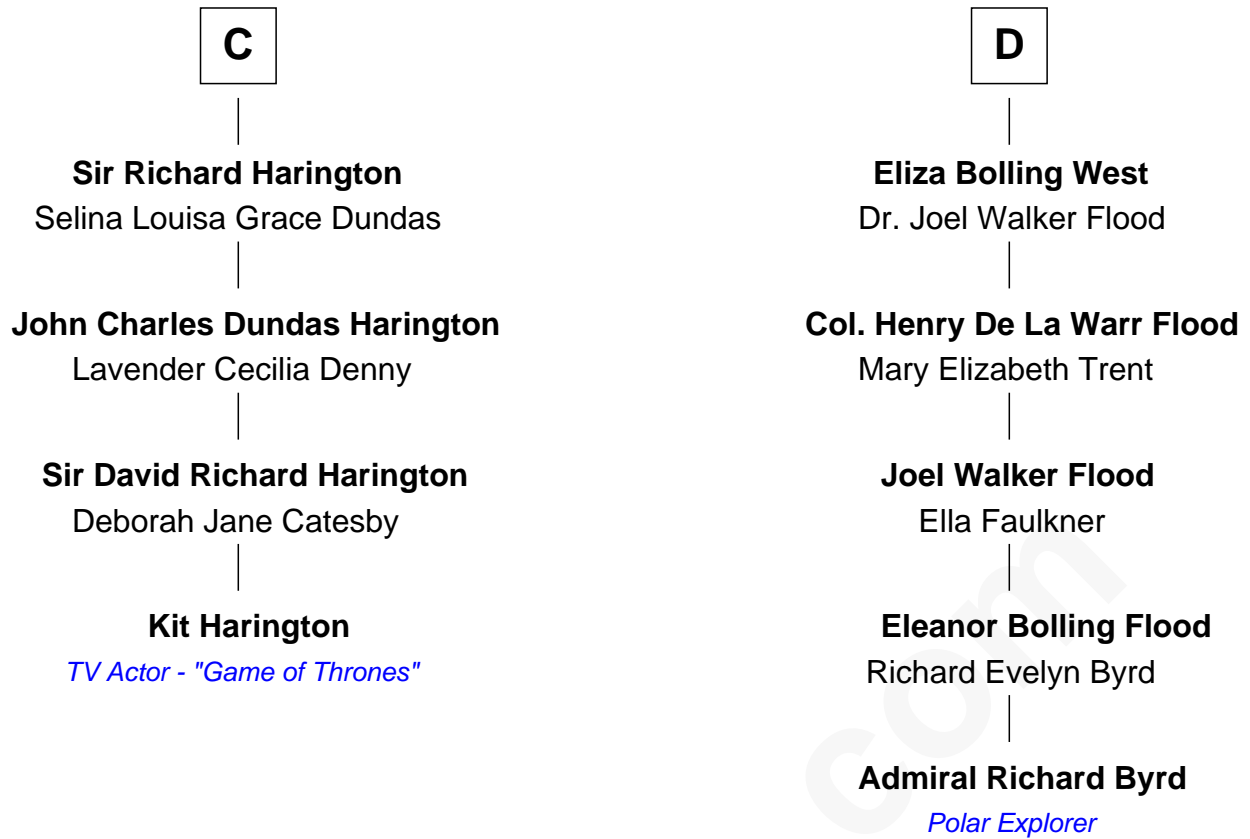 C
Sir Richard Harington
Selina Louisa Grace Dundas
John Charles Dundas Harington
Lavender Cecilia Denny
Sir David Richard Harington
Deborah Jane Catesby
Kit Harington
TV Actor - "Game of Thrones"
D
Eliza Bolling West
Dr. Joel Walker Flood
Col. Henry De La Warr Flood
Mary Elizabeth Trent
Joel Walker Flood
Ella Faulkner
Eleanor Bolling Flood
Richard Evelyn Byrd
Admiral Richard Byrd
Polar Explorer
com